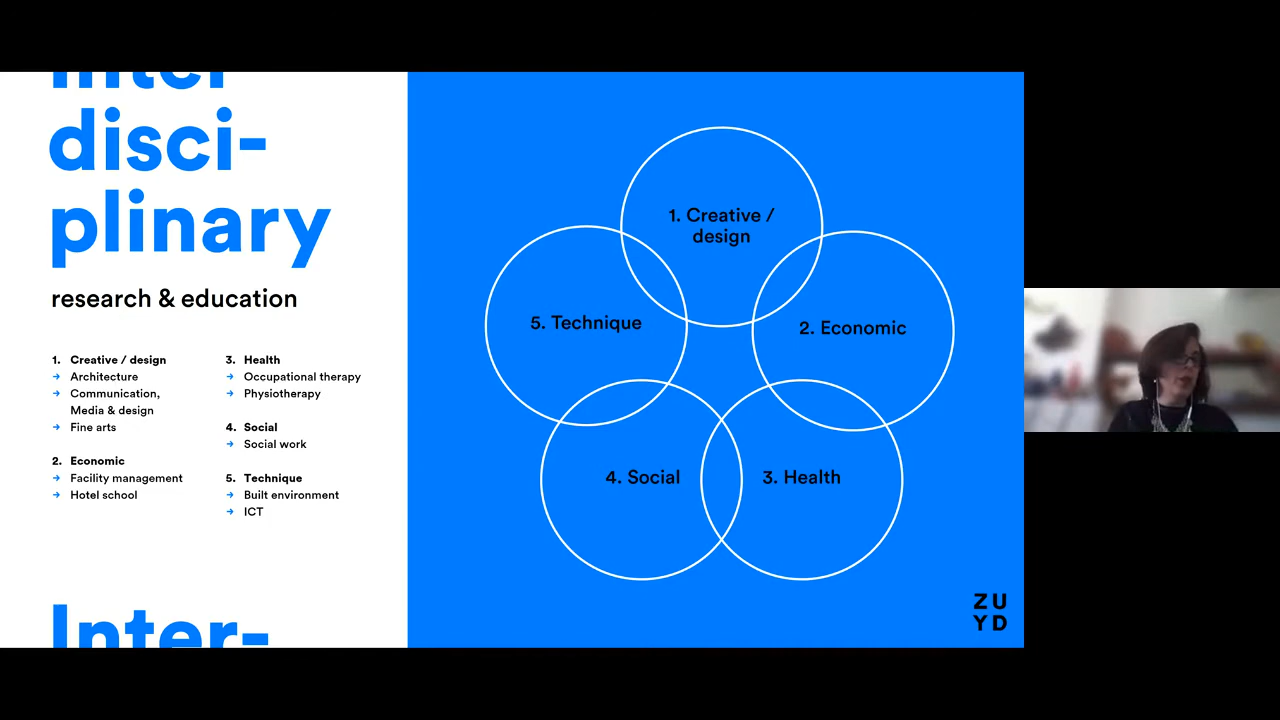 Inter
disci-
plinary
research & education
1. Creative / design
→ Architecture
→ Communication,
Media & design
→ Fine arts
2. Economic
→ Facility management
→ Hotel school
3. Health
→ Occupational therapy
→ Physiotherapy
4. Social
→ Social work
5. Technique
→ Built environment
→ ICT
Inter-
1. Creative /
design
5. Technique
2. Economic
4. Social
3. Health
ZU
YD